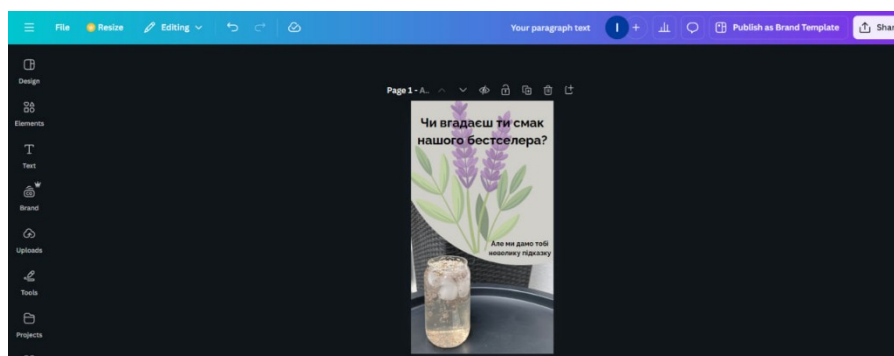 File
Resize
Editing
Your paragraph text
I
+
Publish as Brand Template
Shar
Design
Elements
Text
Brand
Uploads
Tools
Projects
Page 1 - A..
Чи вгадаєш ти смак
нашого бестселера?
Але ми дамо тобі
невелику підказку